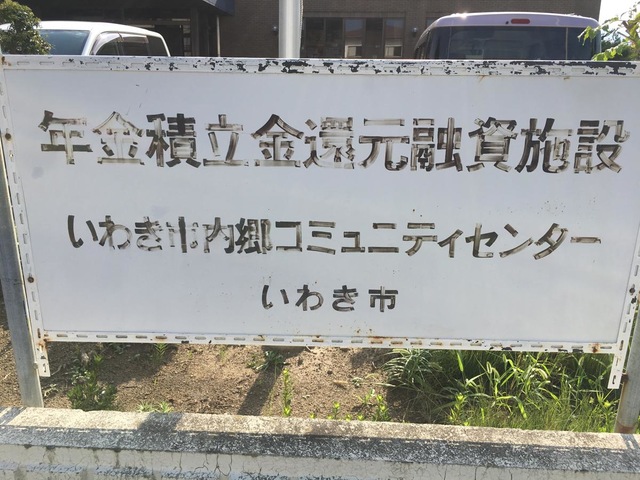 年金積立金還元融資施設
いわき市内郷コミュニティセンター
いわき市